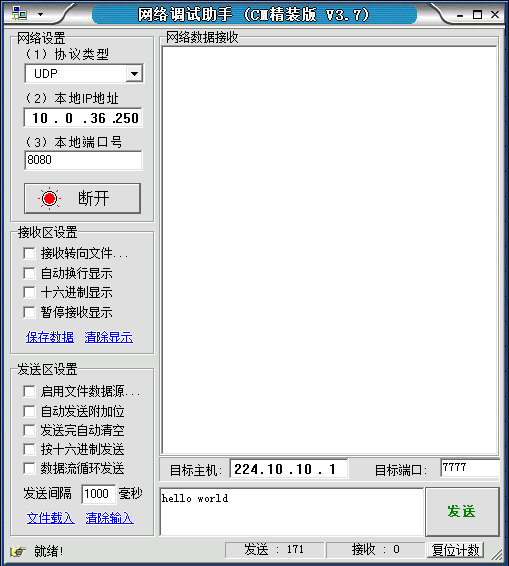 网络调试助手 (CM精装版 V3.7)
网络设置
(1) 协议类型
UDP
(2) 本地IP地址
10 . 0 .36 .250
(3) 本地端口号
8080
断开
接收区设置
接收转向文件...
自动换行显示
十六进制显示
暂停接收显示
保存数据 清除显示
发送区设置
启用文件数据源...
自动发送附加位
发送完自动清空
按十六进制发送
数据流循环发送
发送间隔 1000 毫秒
文件载入 清除输入
网络数据接收
目标主机: 224.10 .10 . 1 目标端口: 7777
hello world
发送
就绪! 发送 : 171 接收 : 0 复位计数